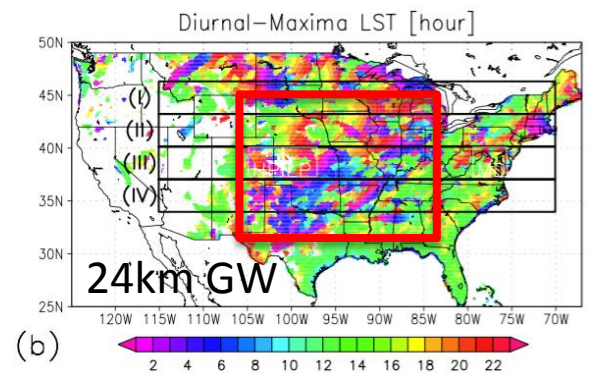 Diurnal-Maxima LST [hour]
50N
45N
(I)
(II)
40N
(III)
35N
(IV)
30N
24km GW
25N
120W 115W 110W 105W 100W 95W 90W 85W 80W 75W 70W
(b)
2 4 6 8 10 12 14 16 18 20 22